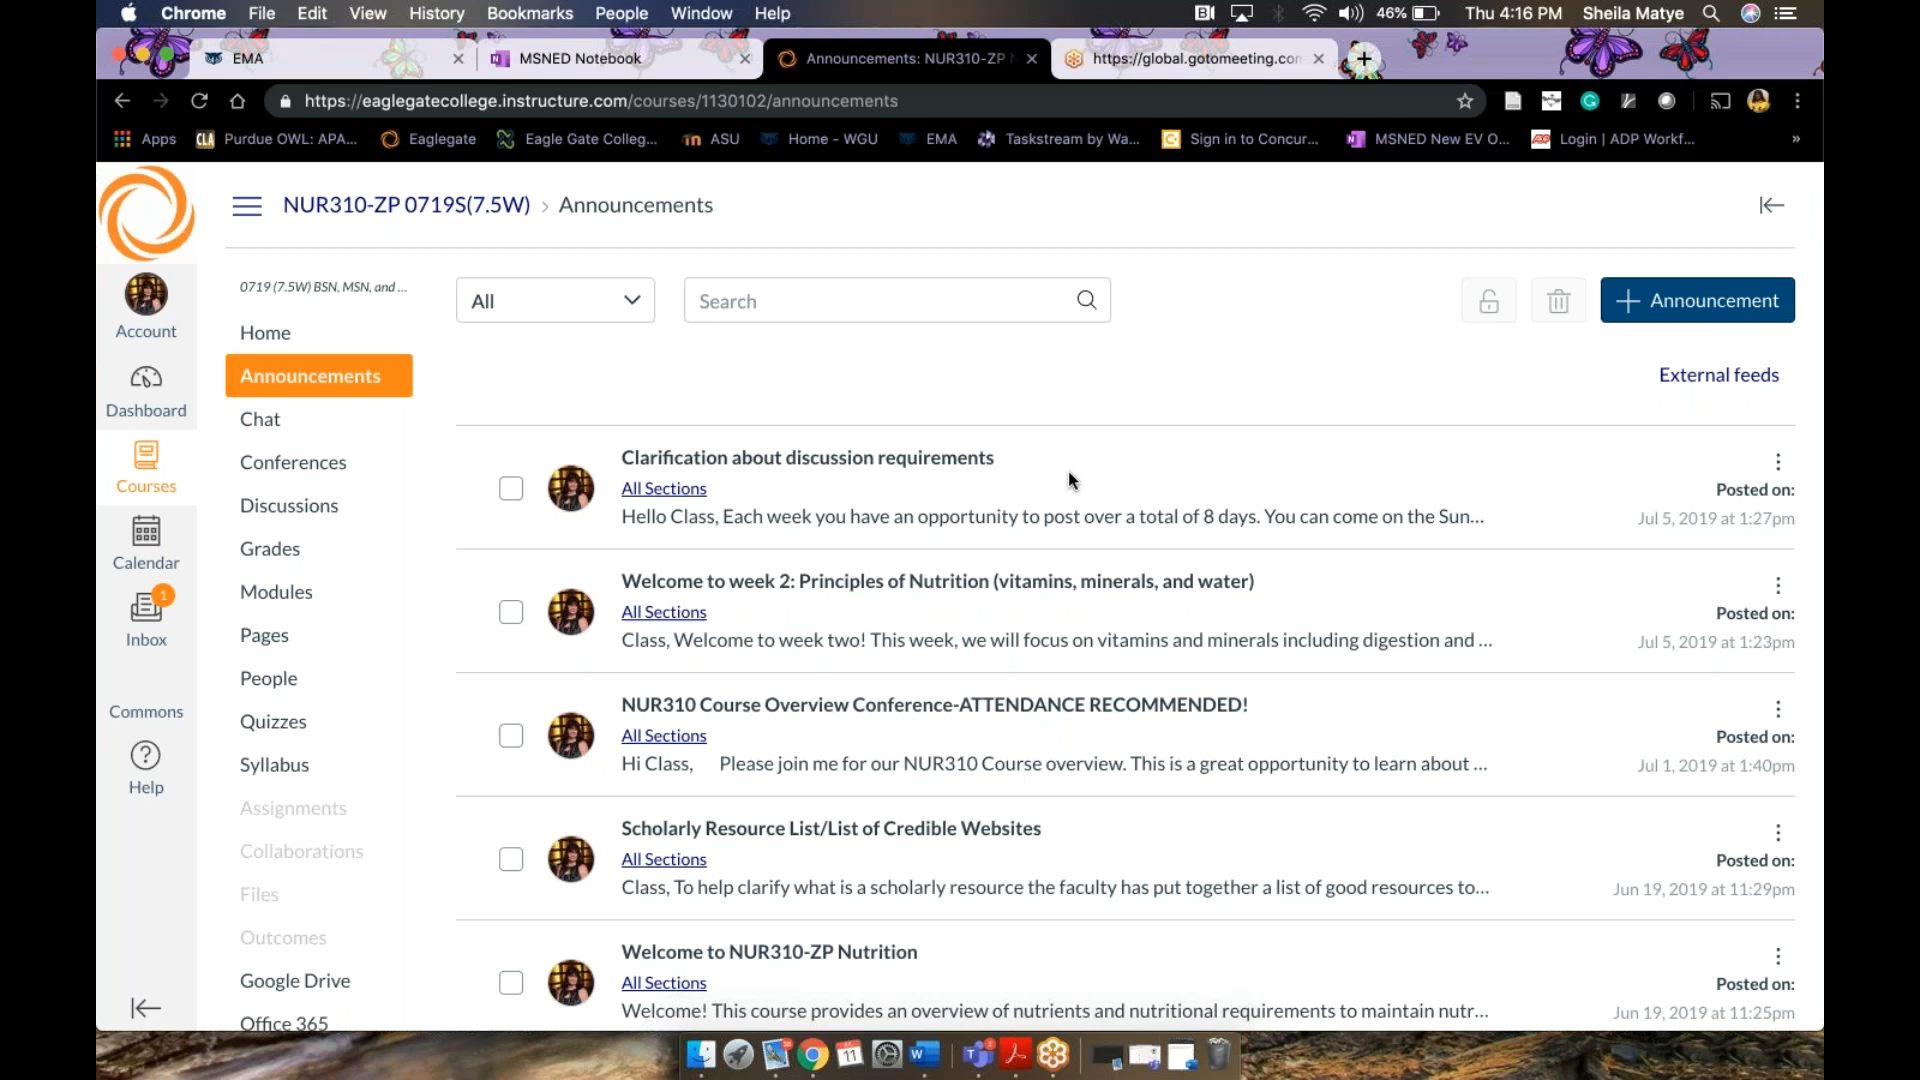 Chrome File Edit View History Bookmarks People Window Help 46% Thu 4:16 PM Sheila Matye
EMA MSNED Notebook Announcements: NUR310-ZP https://global.gotomeeting.com
https://eaglegatecollege.instructure.com/courses/1130102/announcements
Apps CLA Purdue OWL: APA... Eaglegate Eagle Gate Colleg... ASU Home - WGU EMA Taskstream by Wa... Sign in to Concur... MSNED New EV O... Login | ADP Workf... »
NUR310-ZP 0719S(7.5W) › Announcements
0719 (7.5W) BSN, MSN, and ...
All
Search
+ Announcement
External feeds
Account
Dashboard
Courses
Calendar
1
Inbox
Commons
Help
Home
Announcements
Chat
Conferences
Discussions
Grades
Modules
Pages
People
Quizzes
Syllabus
Assignments
Collaborations
Files
Outcomes
Google Drive
Office 365
Clarification about discussion requirements
All Sections
Hello Class, Each week you have an opportunity to post over a total of 8 days. You can come on the Sun...
Posted on:
Jul 5, 2019 at 1:27pm
Welcome to week 2: Principles of Nutrition (vitamins, minerals, and water)
All Sections
Class, Welcome to week two! This week, we will focus on vitamins and minerals including digestion and ...
Posted on:
Jul 5, 2019 at 1:23pm
NUR310 Course Overview Conference-ATTENDANCE RECOMMENDED!
All Sections
Hi Class, Please join me for our NUR310 Course overview. This is a great opportunity to learn about ...
Posted on:
Jul 1, 2019 at 1:40pm
Scholarly Resource List/List of Credible Websites
All Sections
Class, To help clarify what is a scholarly resource the faculty has put together a list of good resources to...
Posted on:
Jun 19, 2019 at 11:29pm
Welcome to NUR310-ZP Nutrition
All Sections
Welcome! This course provides an overview of nutrients and nutritional requirements to maintain nutr...
Posted on:
Jun 19, 2019 at 11:25pm
11